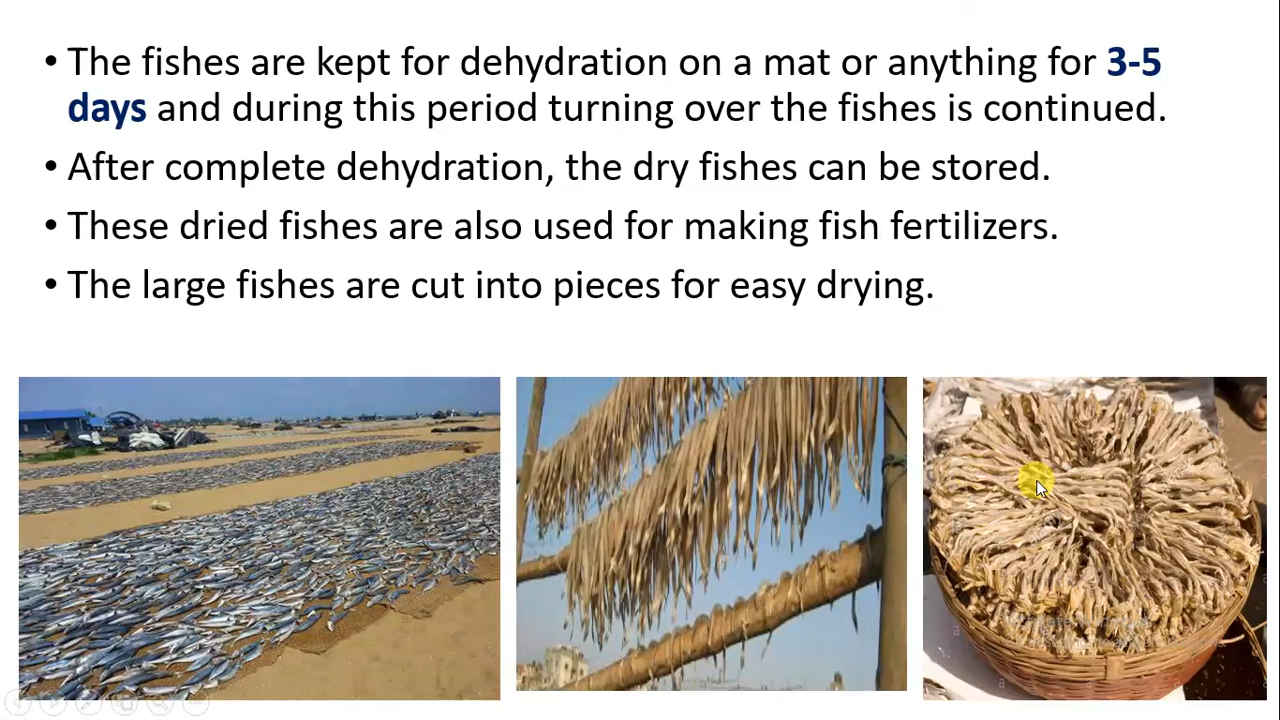 • The fishes are kept for dehydration on a mat or anything for 3-5
days and during this period turning over the fishes is continued.
• After complete dehydration, the dry fishes can be stored.
• These dried fishes are also used for making fish fertilizers.
• The large fishes are cut into pieces for easy drying.